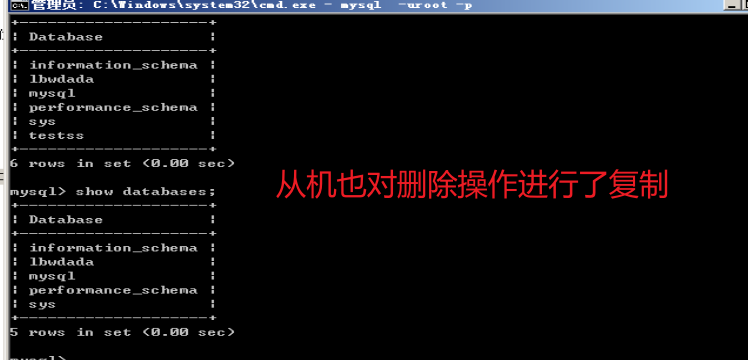 管理员: C:\Windows\system32\cmd.exe - mysql -uroot -p
+--------------------+
| Database |
+--------------------+
| information_schema |
| lbwdada |
| mysql |
| performance_schema |
| sys |
| testss |
+--------------------+
6 rows in set (0.00 sec)
从机也对删除操作进行了复制
mysql> show databases;
+--------------------+
| Database |
+--------------------+
| information_schema |
| lbwdada |
| mysql |
| performance_schema |
| sys |
+--------------------+
5 rows in set (0.00 sec)
mysql>